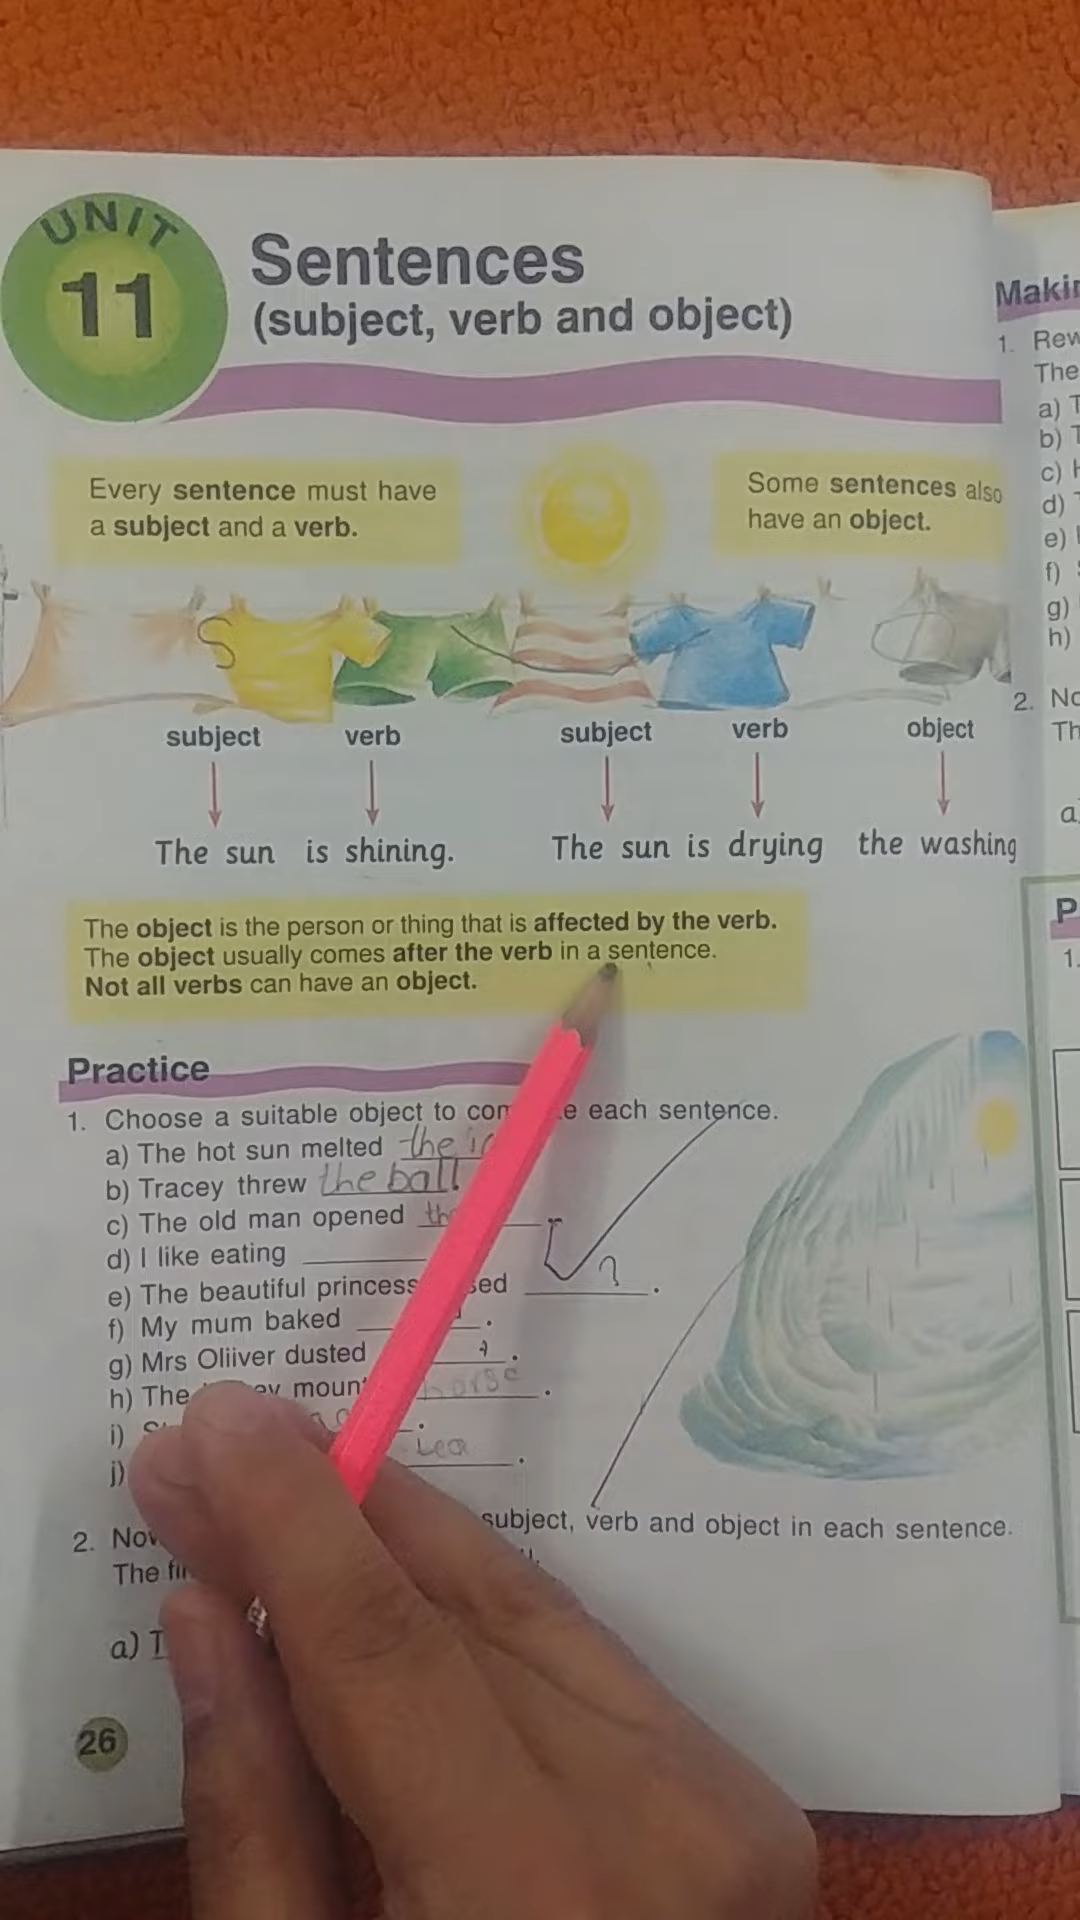 UNIT
11
Sentences
(subject, verb and object)
Every sentence must have
a subject and a verb.
Some sentences also
have an object.
subject verb subject verb object
The sun is shining. The sun is drying the washing
The object is the person or thing that is affected by the verb.
The object usually comes after the verb in a sentence.
Not all verbs can have an object.
Practice
1. Choose a suitable object to each sentence.
a) The hot sun melted the
b) Tracey threw the ball.
c) The old man opened
d) I like eating
e) The beautiful princess
f) My mum baked
g) Mrs Oliiver dusted
h) The horse.
i)
j)
2. subject, verb and object in each sentence.
The
a)
26
Makin
1.
The
a)
b)
c)
d)
e)
f)
g)
h)
2.
a)
1.